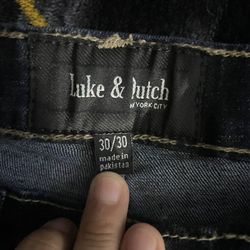 Luke & Dutch
NEW YORK CITY
30/30
made in
pakistan